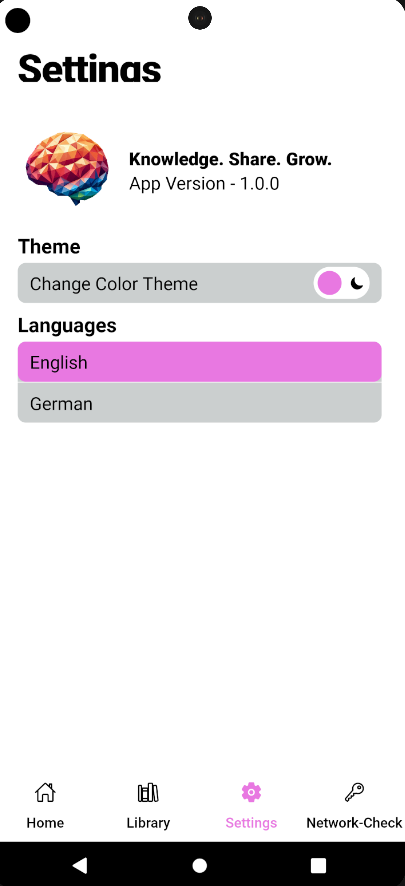 Settings
Knowledge. Share. Grow.
App Version - 1.0.0
Theme
Change Color Theme
Languages
English
German
Home
Library
Settings
Network-Check